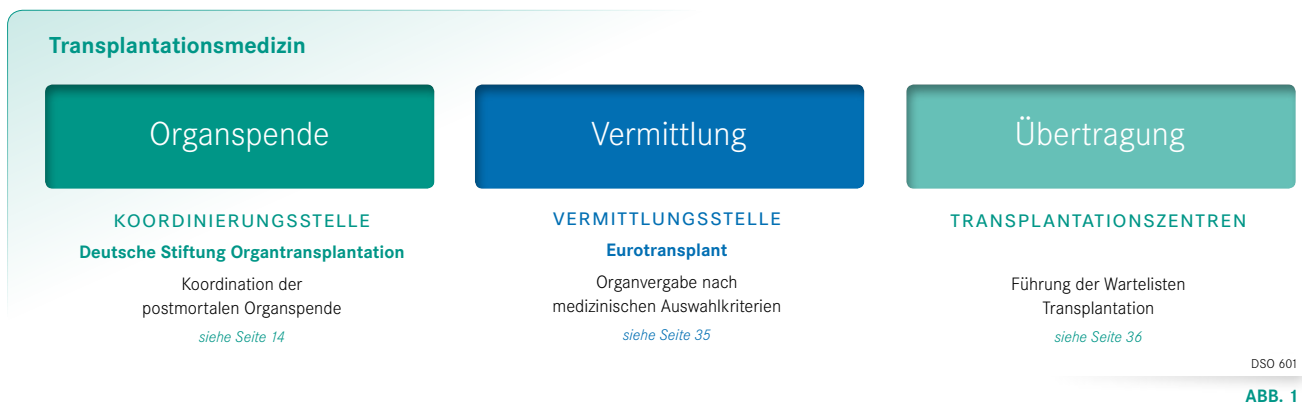 Transplantationsmedizin
Organspende
KOORDINIERUNGSSTELLE
Deutsche Stiftung Organtransplantation
Koordination der
postmortalen Organspende
siehe Seite 14
Vermittlung
VERMITTLUNGSSTELLE
Eurotransplant
Organvergabe nach
medizinischen Auswahlkriterien
siehe Seite 35
Übertragung
TRANSPLANTATIONSZENTREN
Führung der Wartelisten
Transplantation
siehe Seite 36
DSO 601
ABB. 1